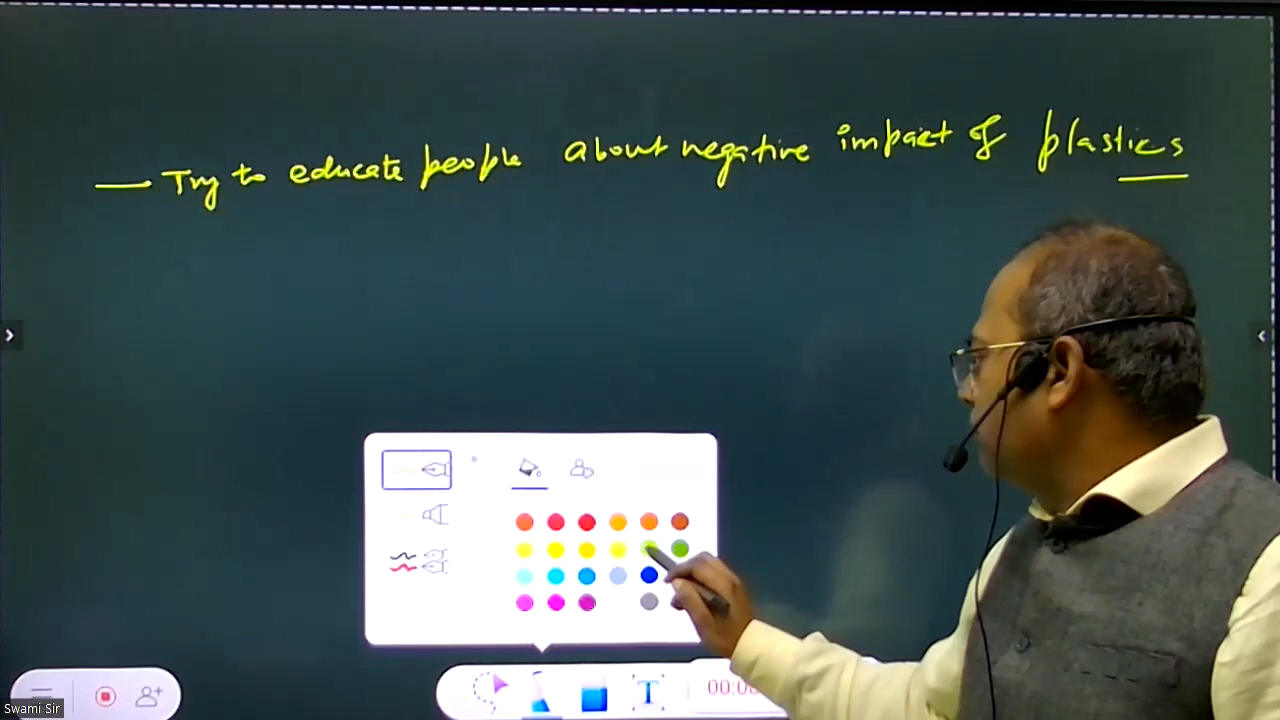 — Try to educate people about negative impact of plastics
T
Swami Sir